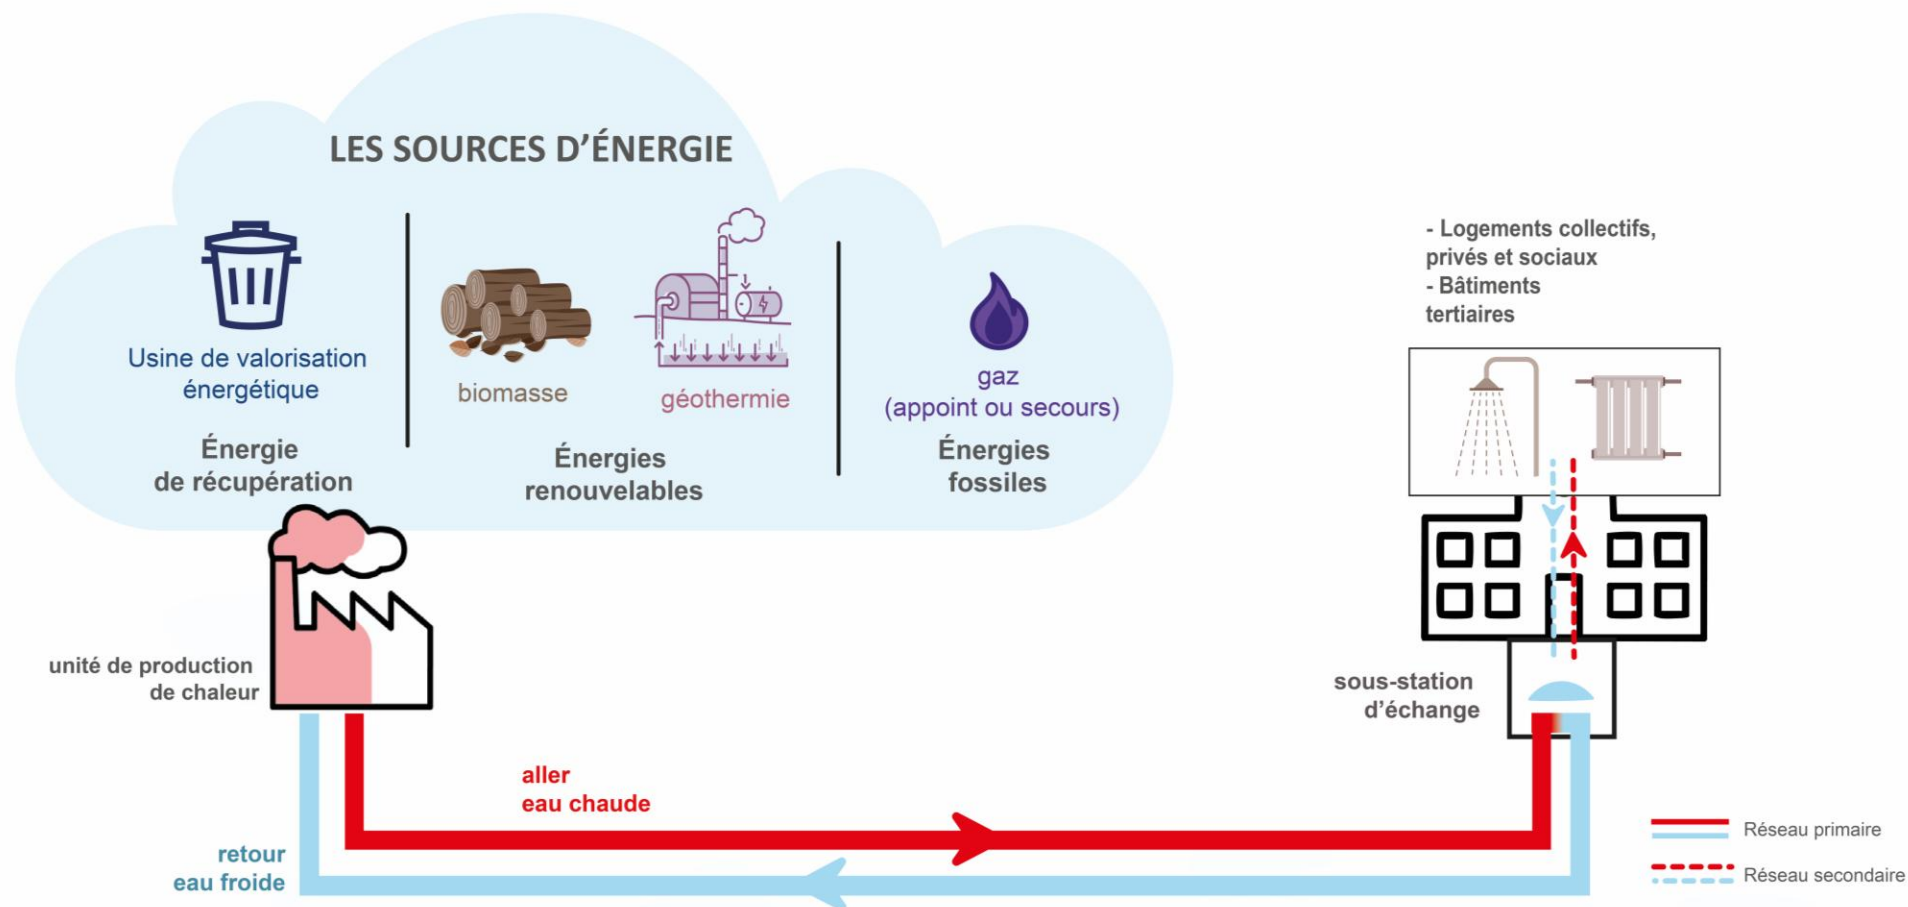 LES SOURCES D’ÉNERGIE
Usine de valorisation
énergétique
Énergie
de récupération
biomasse
géothermie
Énergies
renouvelables
gaz
(appoint ou secours)
Énergies
fossiles
- Logements collectifs,
privés et sociaux
- Bâtiments
tertiaires
unité de production
de chaleur
sous-station
d’échange
aller
eau chaude
retour
eau froide
Réseau primaire
Réseau secondaire